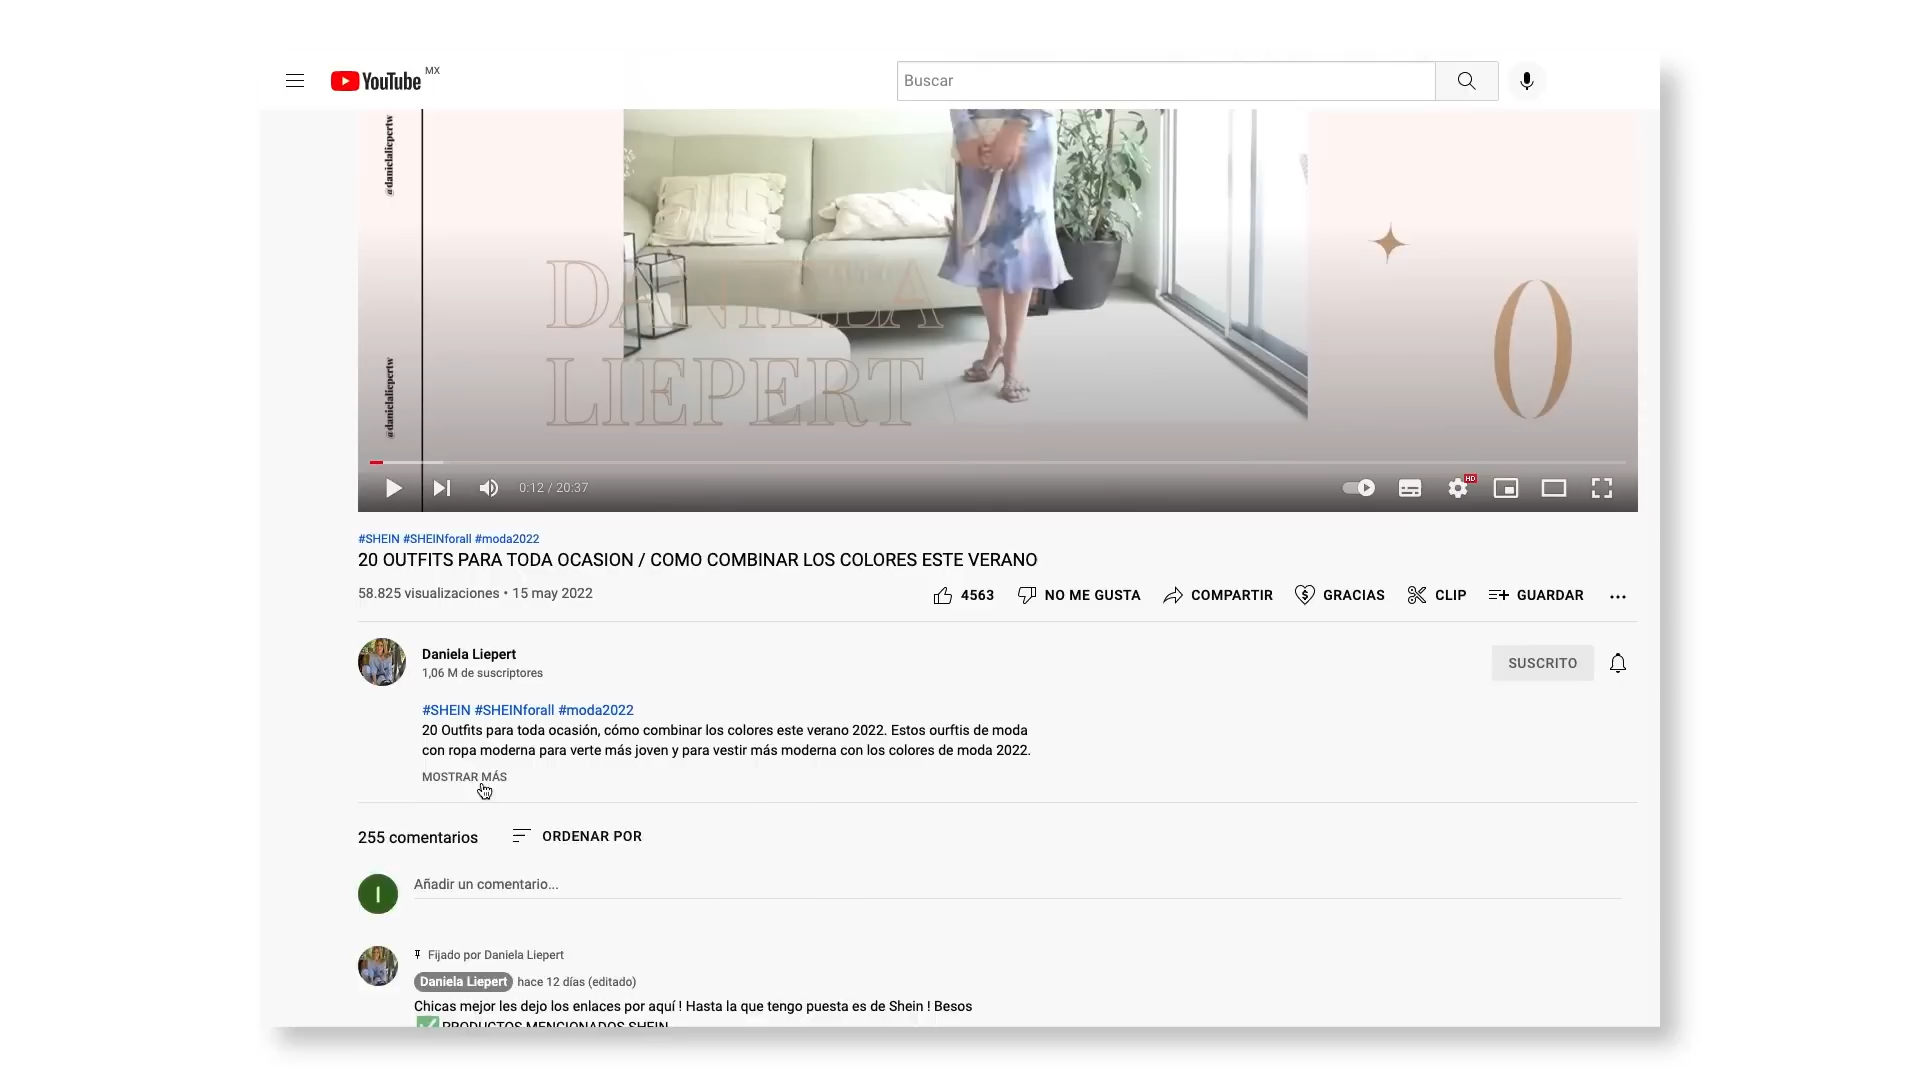 YouTube MX
Buscar
@danielaliepertw
@danielaliepertw
DANIELA
LIEPERT
0
0:12 / 20:37
HD
#SHEIN #SHEINforall #moda2022
20 OUTFITS PARA TODA OCASION / COMO COMBINAR LOS COLORES ESTE VERANO
58.825 visualizaciones • 15 may 2022
4563 NO ME GUSTA COMPARTIR GRACIAS CLIP GUARDAR
Daniela Liepert
1,06 M de suscriptores
SUSCRITO
#SHEIN #SHEINforall #moda2022
20 Outfits para toda ocasión, cómo combinar los colores este verano 2022. Estos ourftis de moda
con ropa moderna para verte más joven y para vestir más moderna con los colores de moda 2022.
MOSTRAR MÁS
255 comentarios ORDENAR POR
I
Añadir un comentario...
Fijado por Daniela Liepert
Daniela Liepert hace 12 días (editado)
Chicas mejor les dejo los enlaces por aquí ! Hasta la que tengo puesta es de Shein ! Besos
PRODUCTOS MENCIONADOS SHEIN